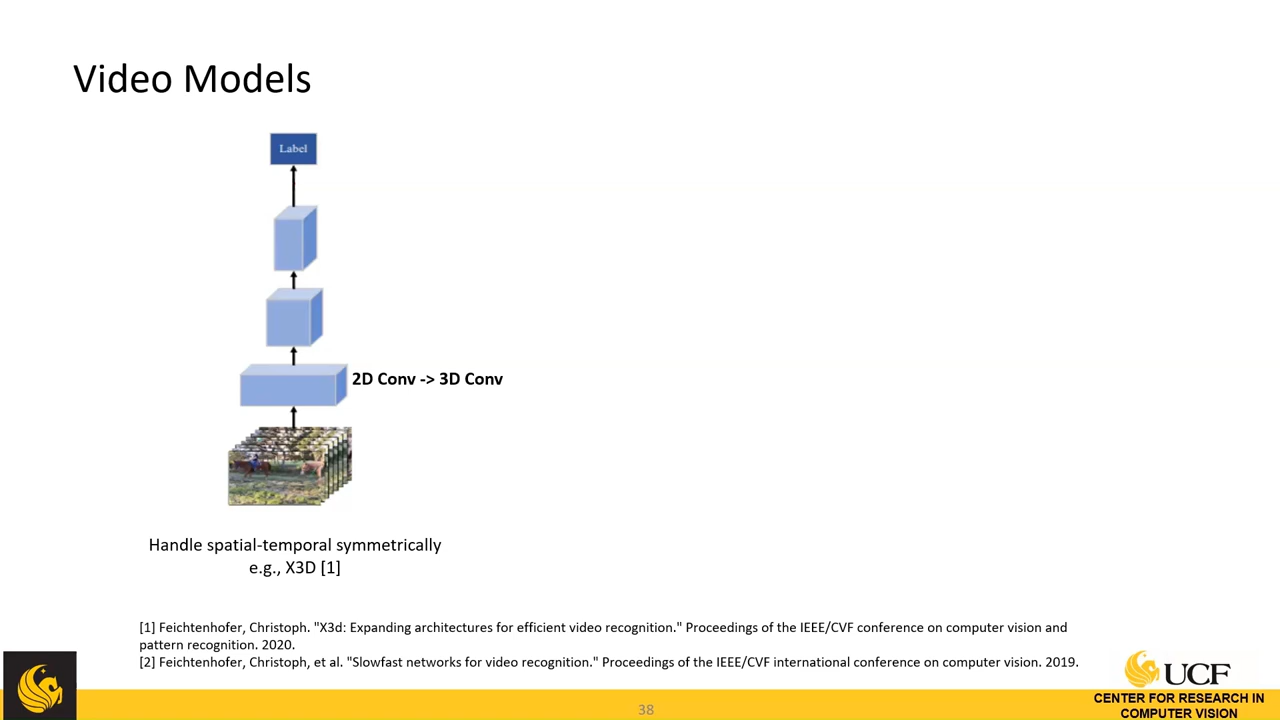 Video Models
Label
2D Conv -> 3D Conv
Handle spatial-temporal symmetrically
e.g., X3D [1]
[1] Feichtenhofer, Christoph. "X3d: Expanding architectures for efficient video recognition." Proceedings of the IEEE/CVF conference on computer vision and
pattern recognition. 2020.
[2] Feichtenhofer, Christoph, et al. "Slowfast networks for video recognition." Proceedings of the IEEE/CVF international conference on computer vision. 2019.
UCF
CENTER FOR RESEARCH IN
COMPUTER VISION
38